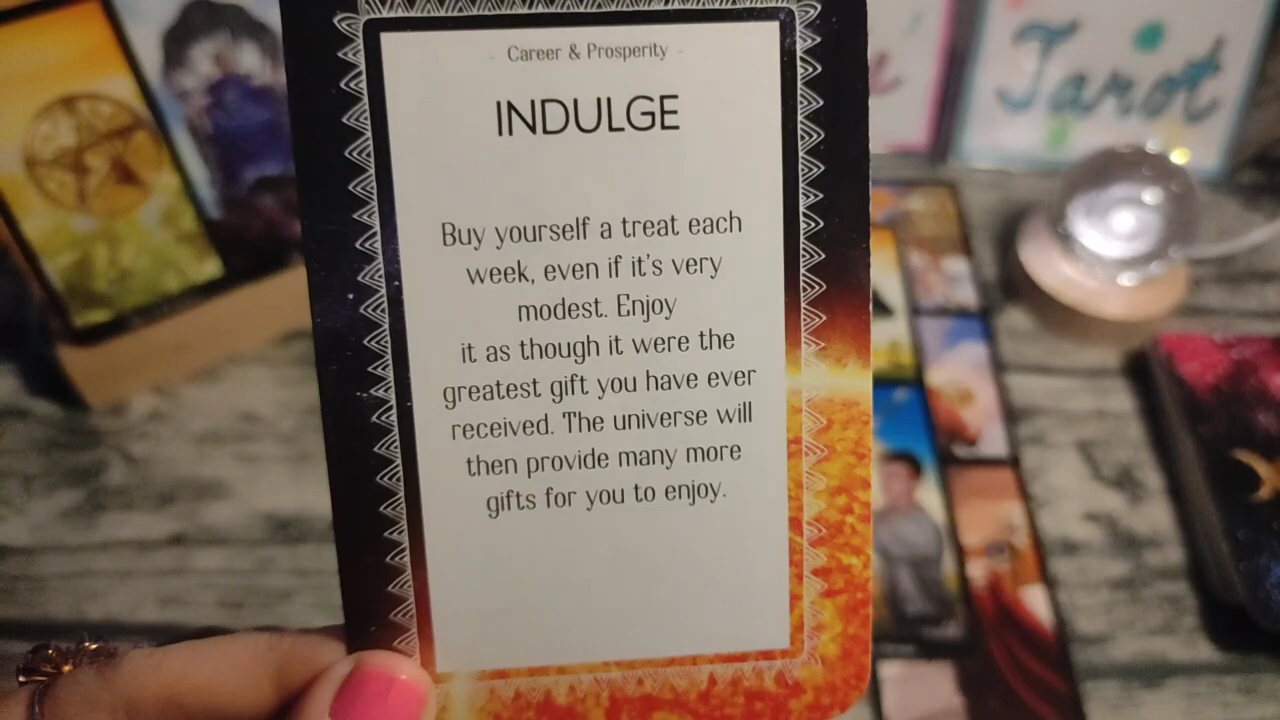 - Career & Prosperity -
INDULGE
Buy yourself a treat each
week, even if it's very
modest. Enjoy
it as though it were the
greatest gift you have ever
received. The universe will
then provide many more
gifts for you to enjoy.
Tarot